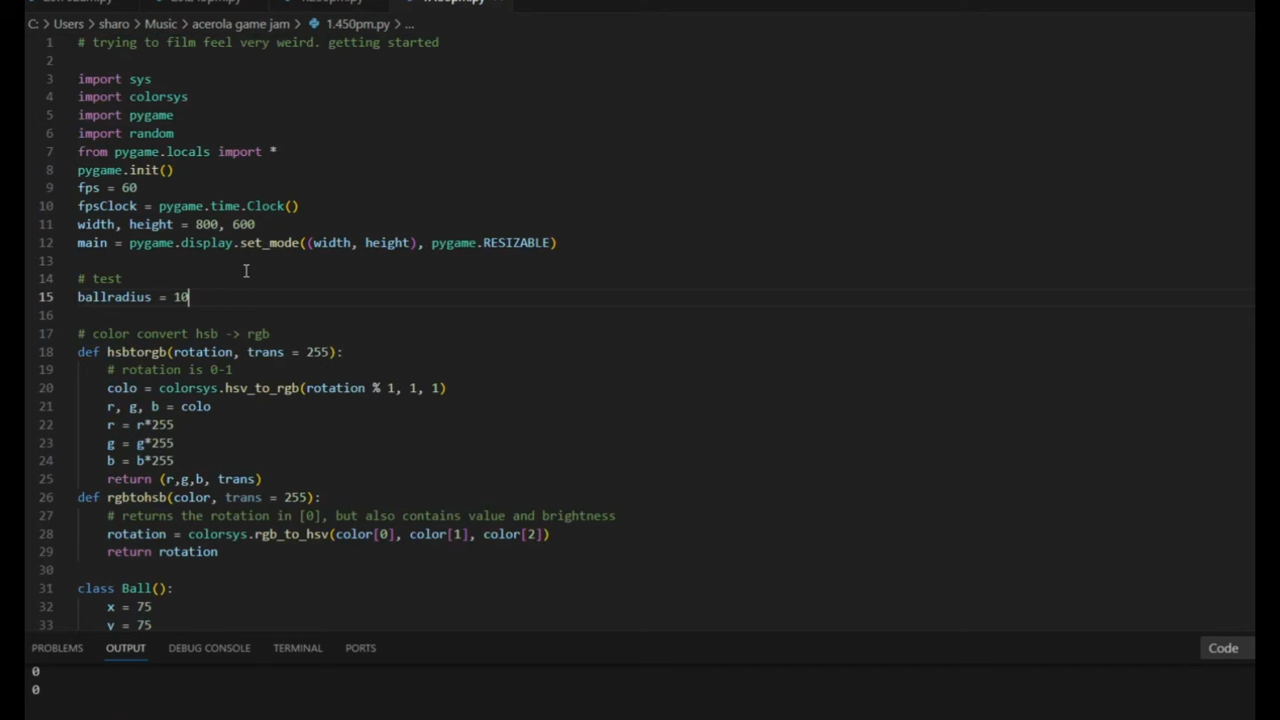 C: > Users > sharo > Music > acerola game jam > 1.450pm.py > ...
1 # trying to film feel very weird. getting started
2
3 import sys
4 import colorsys
5 import pygame
6 import random
7 from pygame.locals import *
8 pygame.init()
9 fps = 60
10 fpsClock = pygame.time.Clock()
11 width, height = 800, 600
12 main = pygame.display.set_mode((width, height), pygame.RESIZABLE)
13
14 # test
15 ballradius = 10
16
17 # color convert hsb -> rgb
18 def hsbtorgb(rotation, trans = 255):
19 # rotation is 0-1
20 colo = colorsys.hsv_to_rgb(rotation % 1, 1, 1)
21 r, g, b = colo
22 r = r*255
23 g = g*255
24 b = b*255
25 return (r,g,b, trans)
26 def rgbtohsb(color, trans = 255):
27 # returns the rotation in [0], but also contains value and brightness
28 rotation = colorsys.rgb_to_hsv(color[0], color[1], color[2])
29 return rotation
30
31 class Ball():
32 x = 75
33 y = 75
PROBLEMS OUTPUT DEBUG CONSOLE TERMINAL PORTS Code
0
0